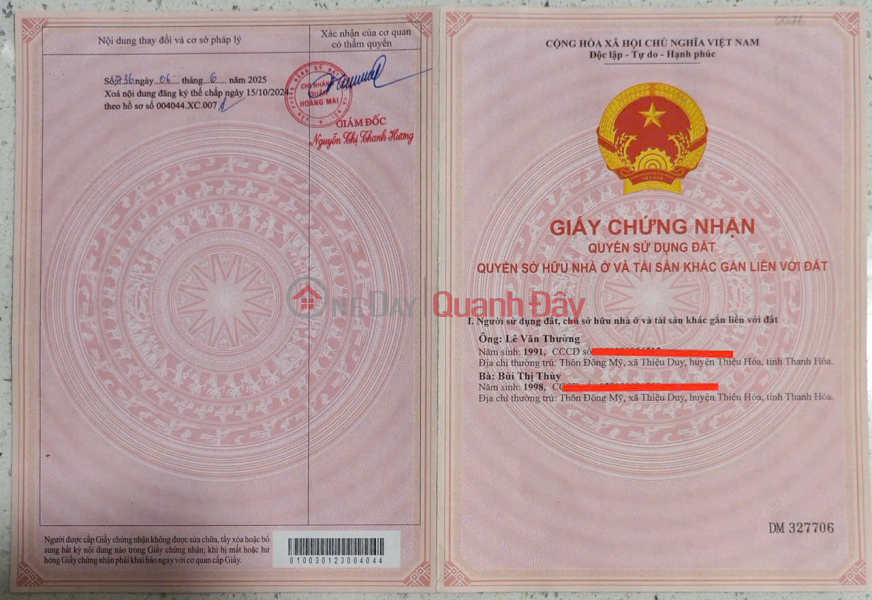 Nội dung thay đổi và cơ sở pháp lý
Xác nhận của cơ quan
có thẩm quyền
Số 736 ngày 06 tháng 6 năm 2025
Xoá nội dung đăng ký thế chấp ngày 15/10/2024
theo hồ sơ số 004044.XC.007
CHI NHÁNH
QUẬN
HOÀNG MAI
GIÁM ĐỐC
Nguyễn Thị Thanh Hương
Người được cấp Giấy chứng nhận không được sửa chữa, tẩy xóa hoặc bổ
sung bất kỳ nội dung nào trong Giấy chứng nhận; khi bị mất hoặc hư
hỏng Giấy chứng nhận phải khai báo ngay với cơ quan cấp Giấy.
010030123004044
CỘNG HÒA XÃ HỘI CHỦ NGHĨA VIỆT NAM
Độc lập - Tự do - Hạnh phúc
GIẤY CHỨNG NHẬN
QUYỀN SỬ DỤNG ĐẤT
QUYỀN SỞ HỮU NHÀ Ở VÀ TÀI SẢN KHÁC GẮN LIỀN VỚI ĐẤT
OneDay Quanh Đây
I. Người sử dụng đất, chủ sở hữu nhà ở và tài sản khác gắn liền với đất
Ông: Lê Văn Thường
Năm sinh: 1991, CCCD số
Địa chỉ thường trú: Thôn Đông Mỹ, xã Thiệu Duy, huyện Thiệu Hóa, tỉnh Thanh Hóa.
Bà: Bùi Thị Thùy
Năm sinh: 1998,
Địa chỉ thường trú: Thôn Đông Mỹ, xã Thiệu Duy, huyện Thiệu Hóa, tỉnh Thanh Hóa.
DM 327706